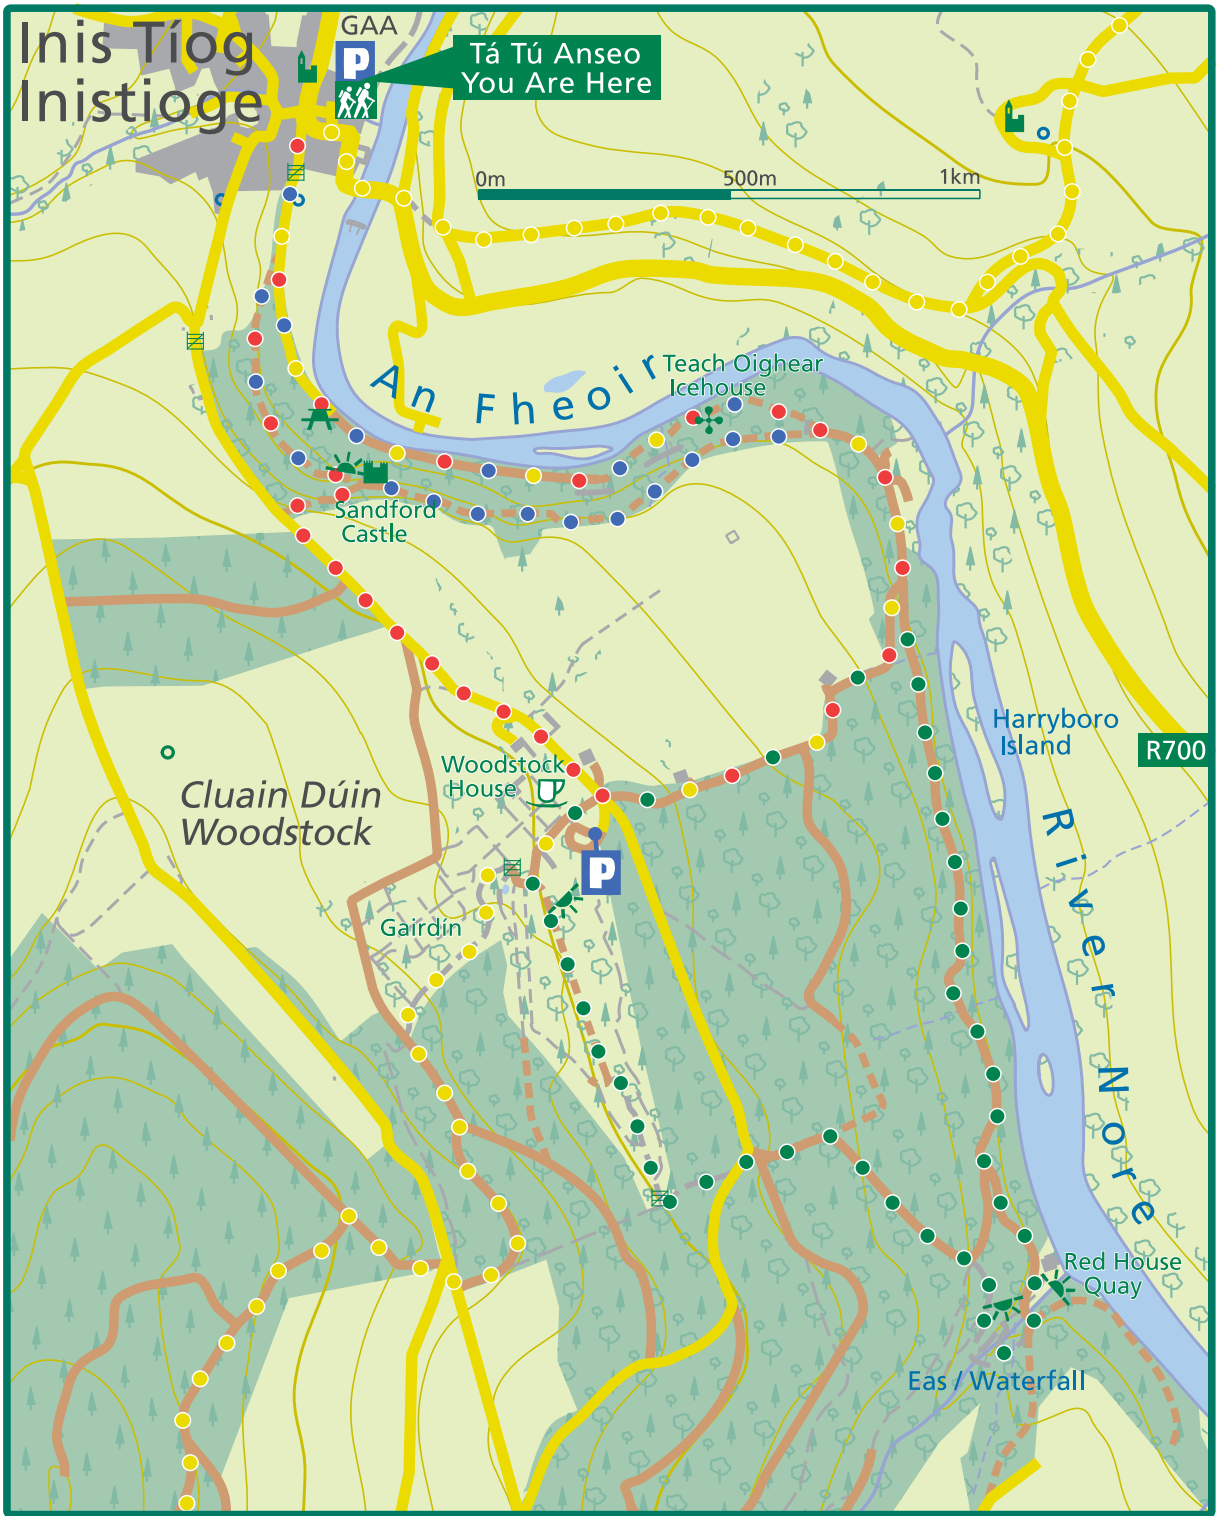 Inis Tíog
Inistioge
GAA
P
Tá Tú Anseo
You Are Here
0m
500m
1km
An Fheoir
Teach Oighear
Icehouse
Sandford
Castle
Harryboro
Island
R700
Woodstock
House
Cluain Dúin
Woodstock
P
Gairdín
River Nore
Red House
Quay
Eas / Waterfall